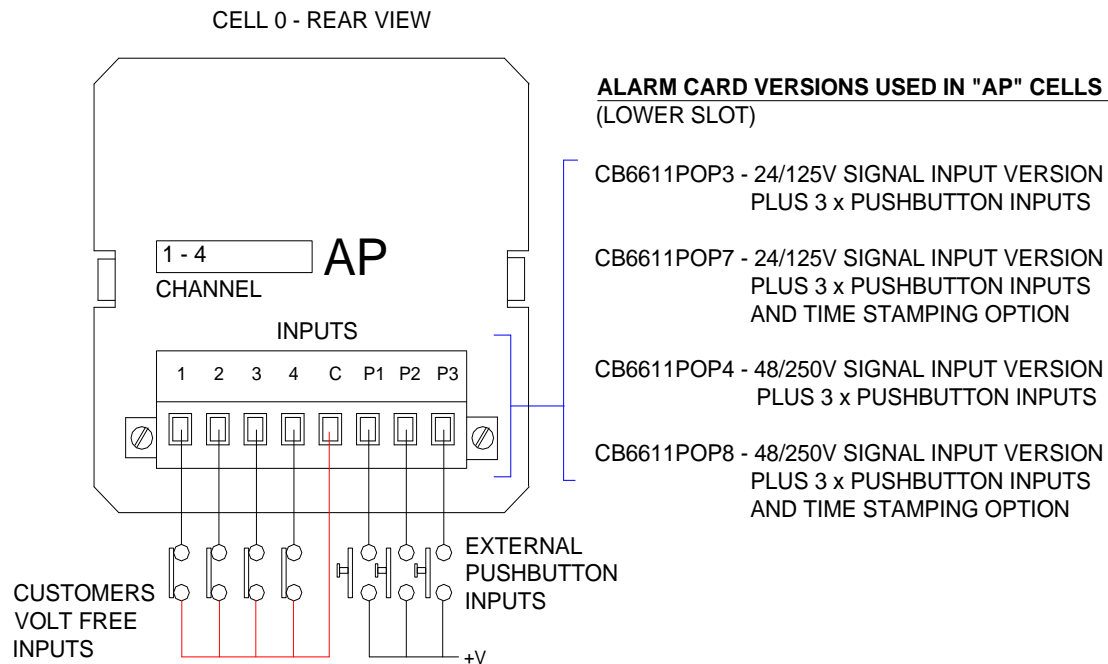 CELL 0 - REAR VIEW
ALARM CARD VERSIONS USED IN "AP" CELLS
(LOWER SLOT)
CB6611POP3 - 24/125V SIGNAL INPUT VERSION
PLUS 3 x PUSHBUTTON INPUTS
CB6611POP7 - 24/125V SIGNAL INPUT VERSION
PLUS 3 x PUSHBUTTON INPUTS
AND TIME STAMPING OPTION
CB6611POP4 - 48/250V SIGNAL INPUT VERSION
PLUS 3 x PUSHBUTTON INPUTS
CB6611POP8 - 48/250V SIGNAL INPUT VERSION
PLUS 3 x PUSHBUTTON INPUTS
AND TIME STAMPING OPTION
1 - 4
AP
CHANNEL
INPUTS
1 2 3 4 C P1 P2 P3
EXTERNAL
PUSHBUTTON
INPUTS
CUSTOMERS
VOLT FREE
INPUTS
+V